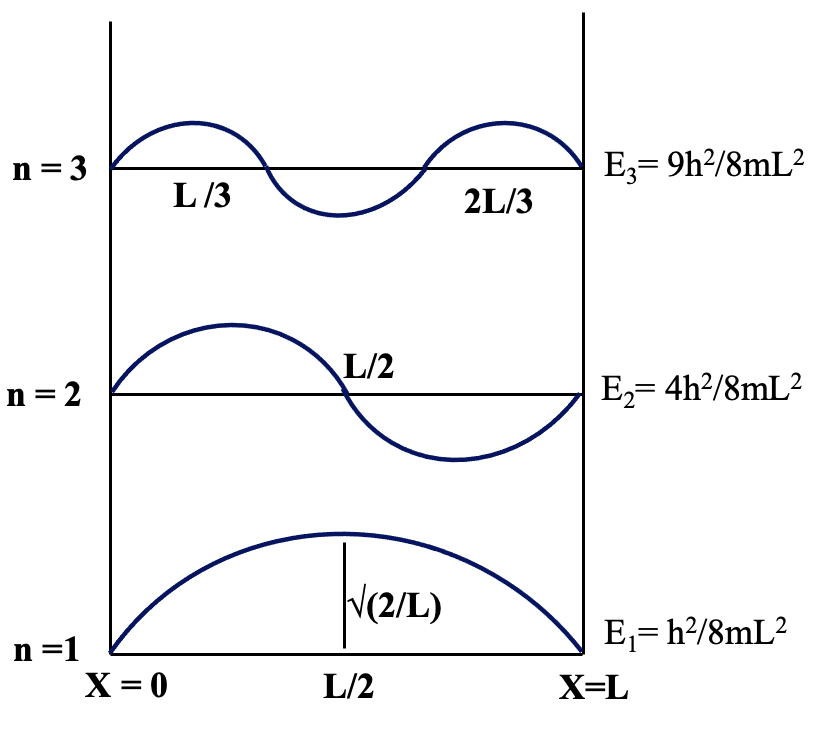 n = 3
E₃= 9h²/8mL²
L /3
2L/3
L/2
n = 2
E₂= 4h²/8mL²
√(2/L)
n =1
E₁= h²/8mL²
X = 0
L/2
X=L